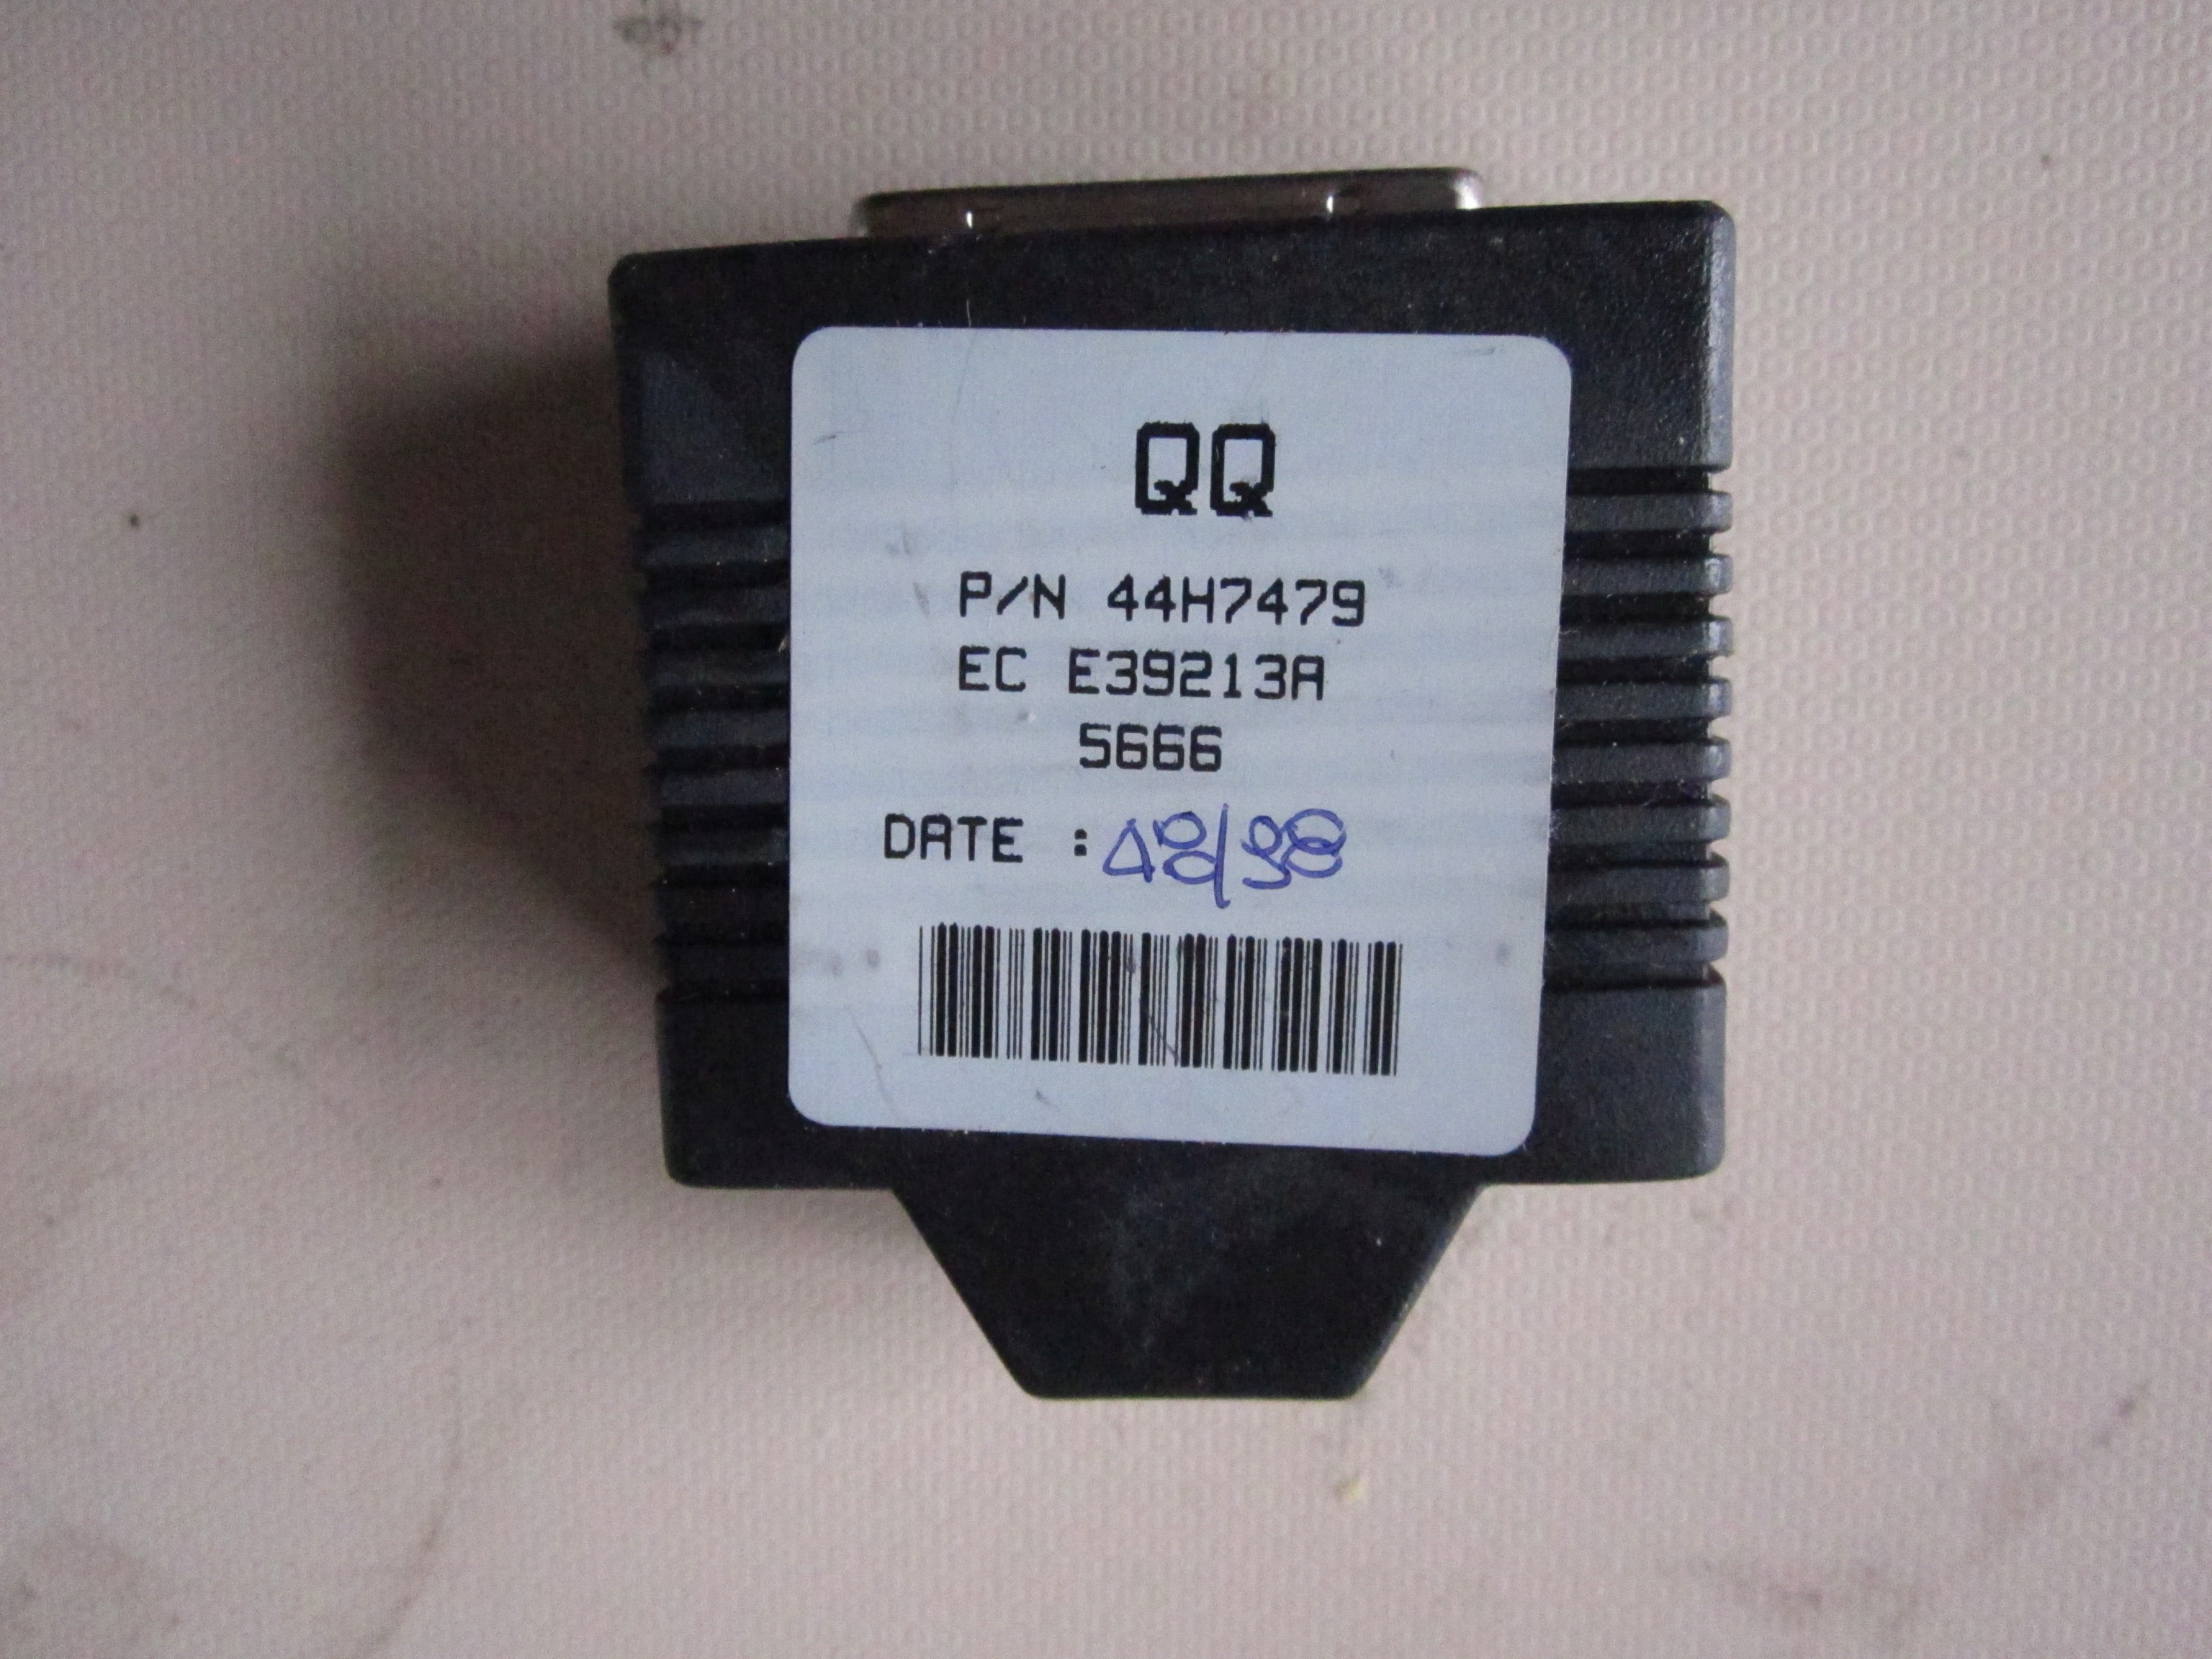 QQ
P/N 44H7479
EC E39213A
5666
DATE : 48/98